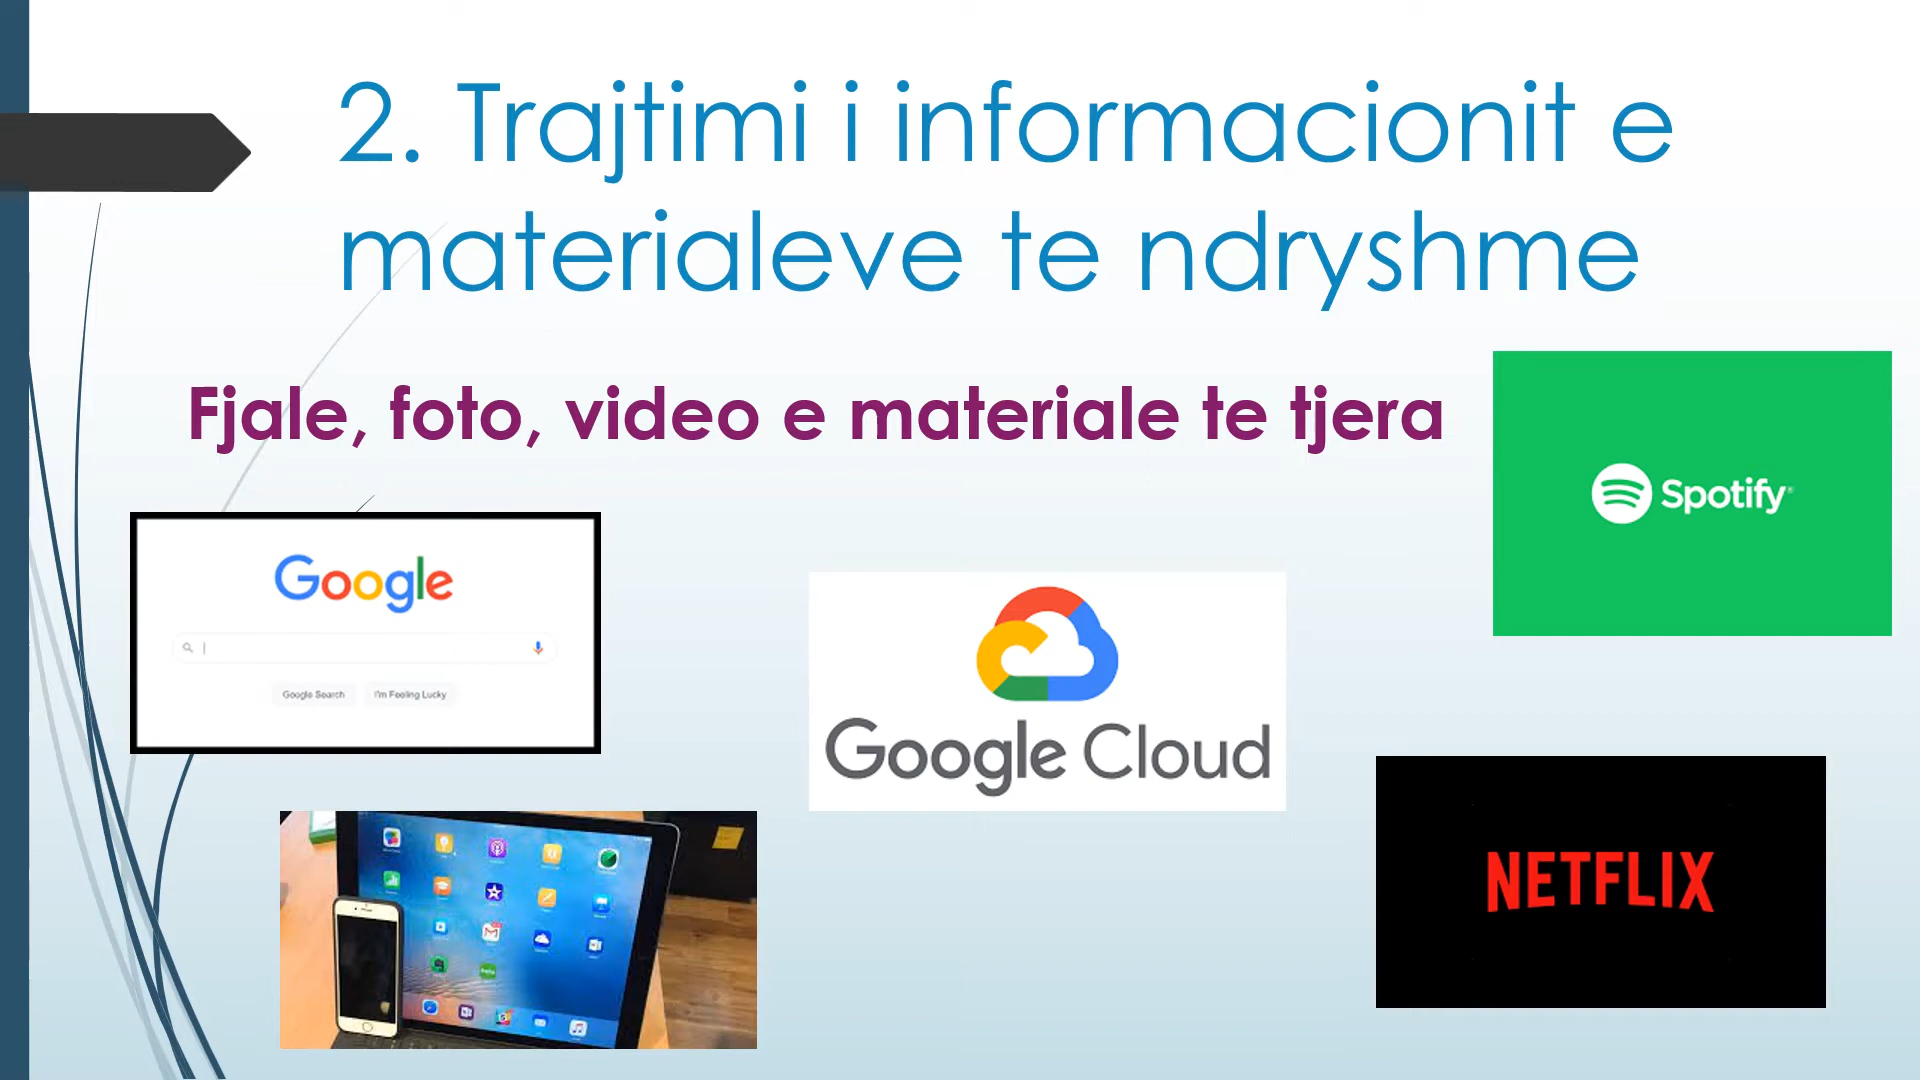 2. Trajtimi i informacionit e
materialeve te ndryshme
Fjale, foto, video e materiale te tjera
Spotify
Google
Google Search
I'm Feeling Lucky
Google Cloud
NETFLIX